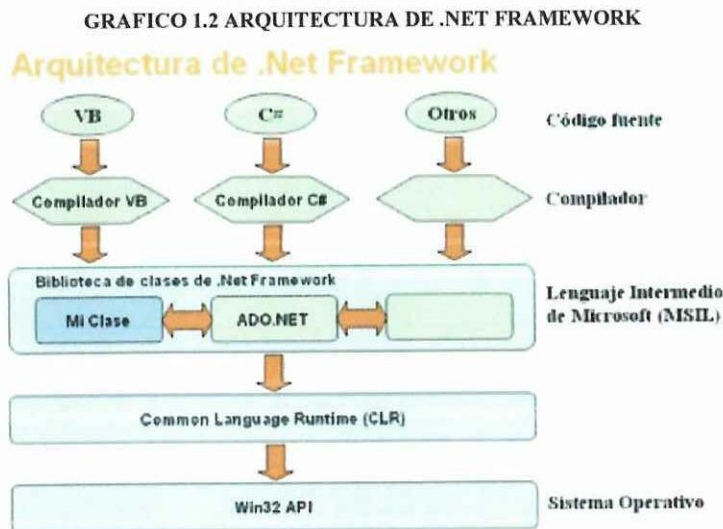 GRAFICO 1.2 ARQUITECTURA DE .NET FRAMEWORK
Arquitectura de .Net Framework
VB
C#
Otros
Código fuente
Compilador VB
Compilador C#
Compilador
Biblioteca de clases de .Net Framework
Mi Clase
ADO.NET
Lenguaje Intermedio
de Microsoft (MSIL)
Common Language Runtime (CLR)
Win32 API
Sistema Operativo